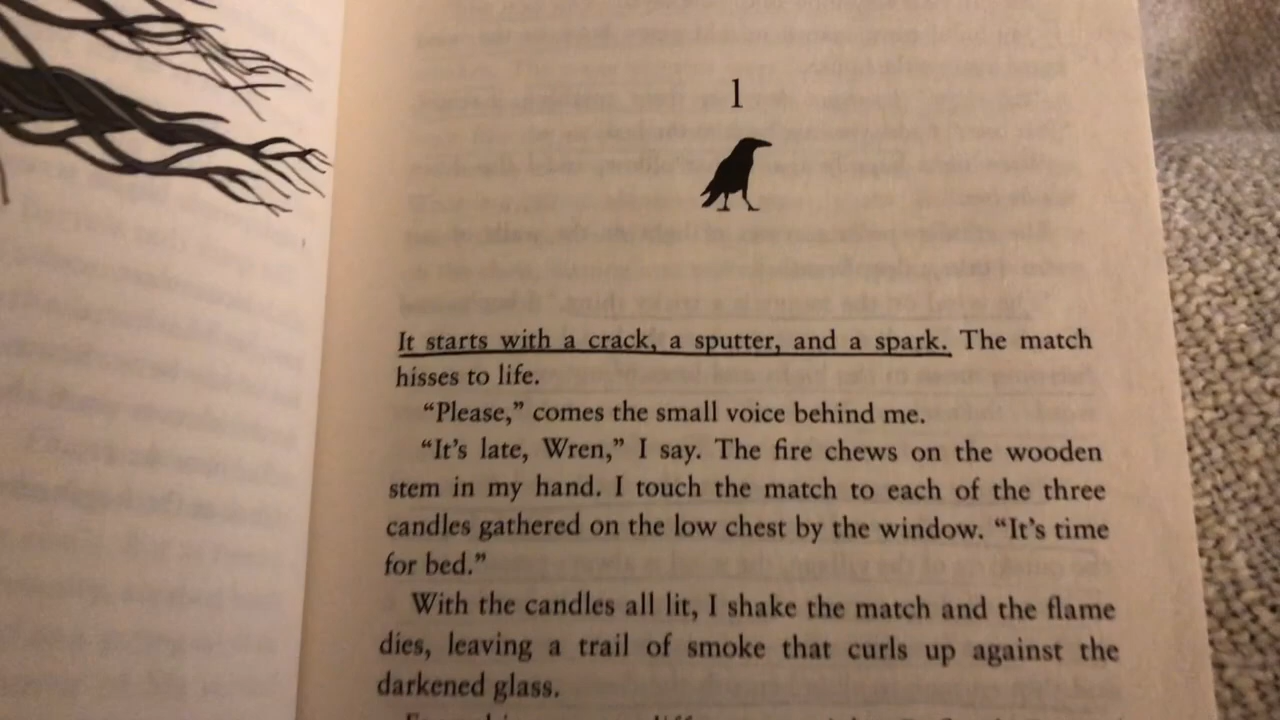 1
It starts with a crack, a sputter, and a spark. The match
hisses to life.
“Please,” comes the small voice behind me.
“It’s late, Wren,” I say. The fire chews on the wooden
stem in my hand. I touch the match to each of the three
candles gathered on the low chest by the window. “It’s time
for bed.”
With the candles all lit, I shake the match and the flame
dies, leaving a trail of smoke that curls up against the
darkened glass.